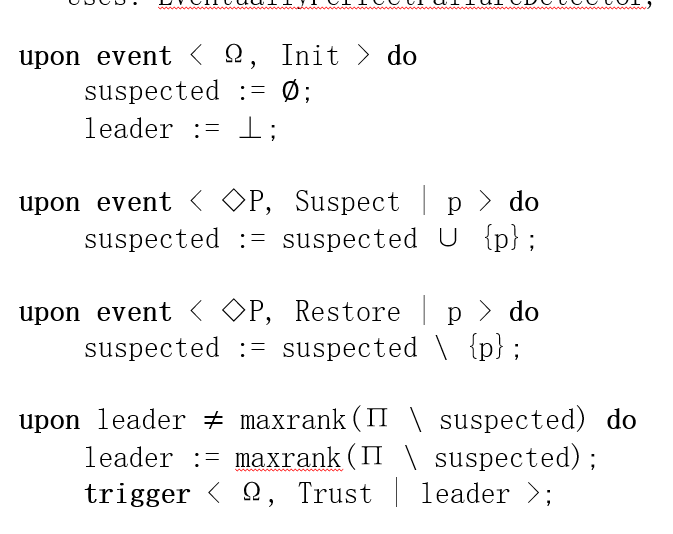 Uses: EventuallyPerfectFailureDetector,
upon event < Ω, Init > do
suspected := ∅;
leader := ⊥;
upon event < ◇P, Suspect | p > do
suspected := suspected ∪ {p};
upon event < ◇P, Restore | p > do
suspected := suspected \ {p};
upon leader ≠ maxrank(Π \ suspected) do
leader := maxrank(Π \ suspected);
trigger < Ω, Trust | leader >;